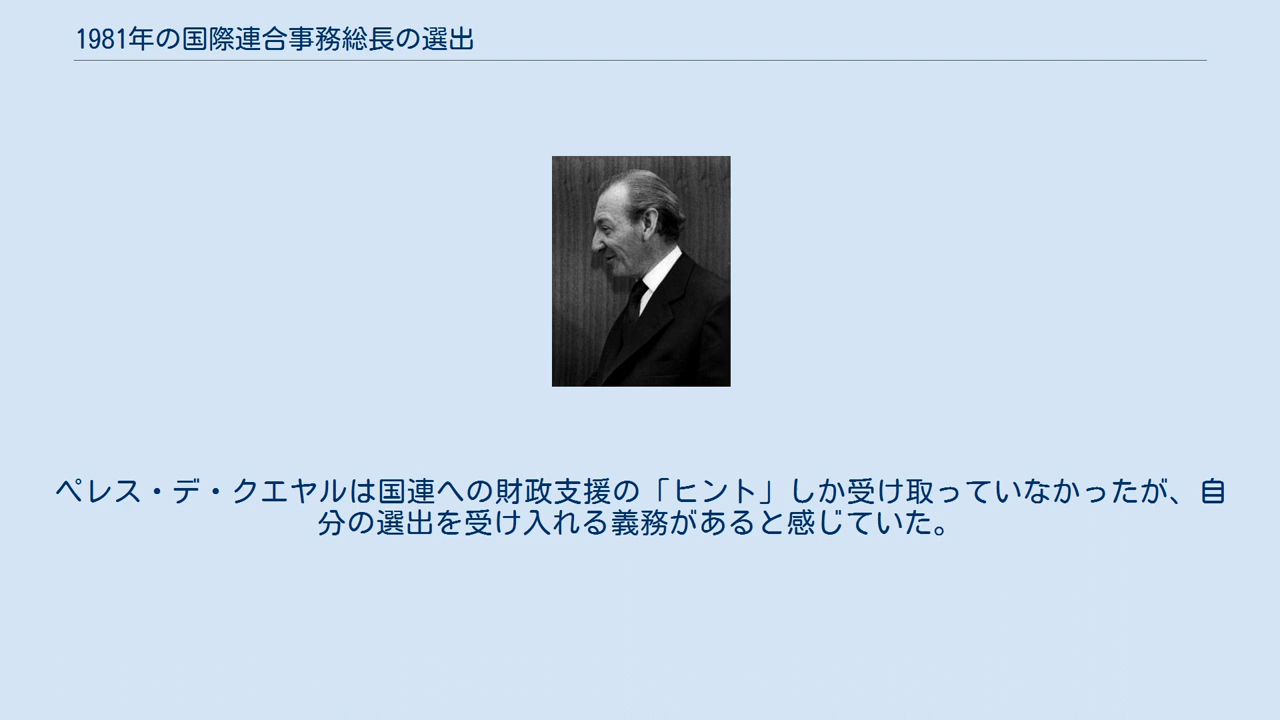 1981年の国際連合事務総長の選出
ペレス・デ・クエヤルは国連への財政支援の「ヒント」しか受け取っていなかったが、自
分の選出を受け入れる義務があると感じていた。